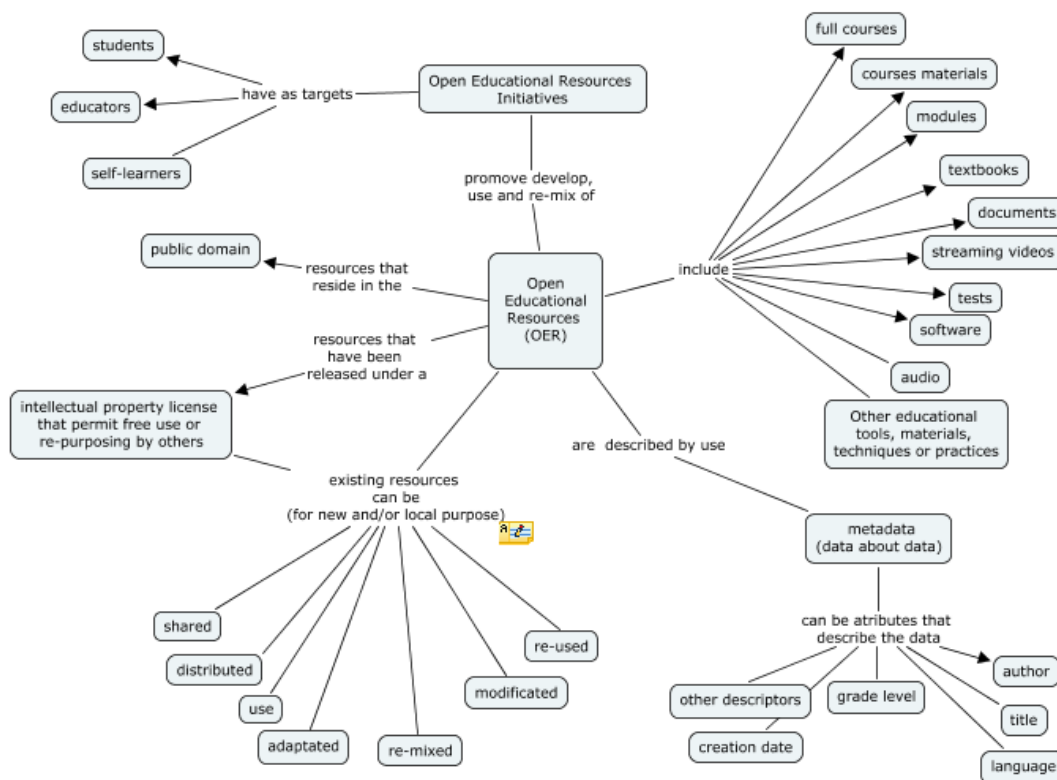 full courses
students
Open Educational Resources
Initiatives
courses materials
have as targets
educators
modules
self-learners
promove develop,
use and re-mix of
textbooks
documents
public domain
streaming videos
resources that
reside in the
include
Open
Educational
Resources
(OER)
tests
software
resources that
have been
released under a
audio
intellectual property license
that permit free use or
re-purposing by others
Other educational
tools, materials,
techniques or practices
are described by use
existing resources
can be
(for new and/or local purpose)
metadata
(data about data)
shared
can be atributes that
describe the data
re-used
distributed
author
modificated
other descriptors
grade level
use
title
adaptated
re-mixed
creation date
language